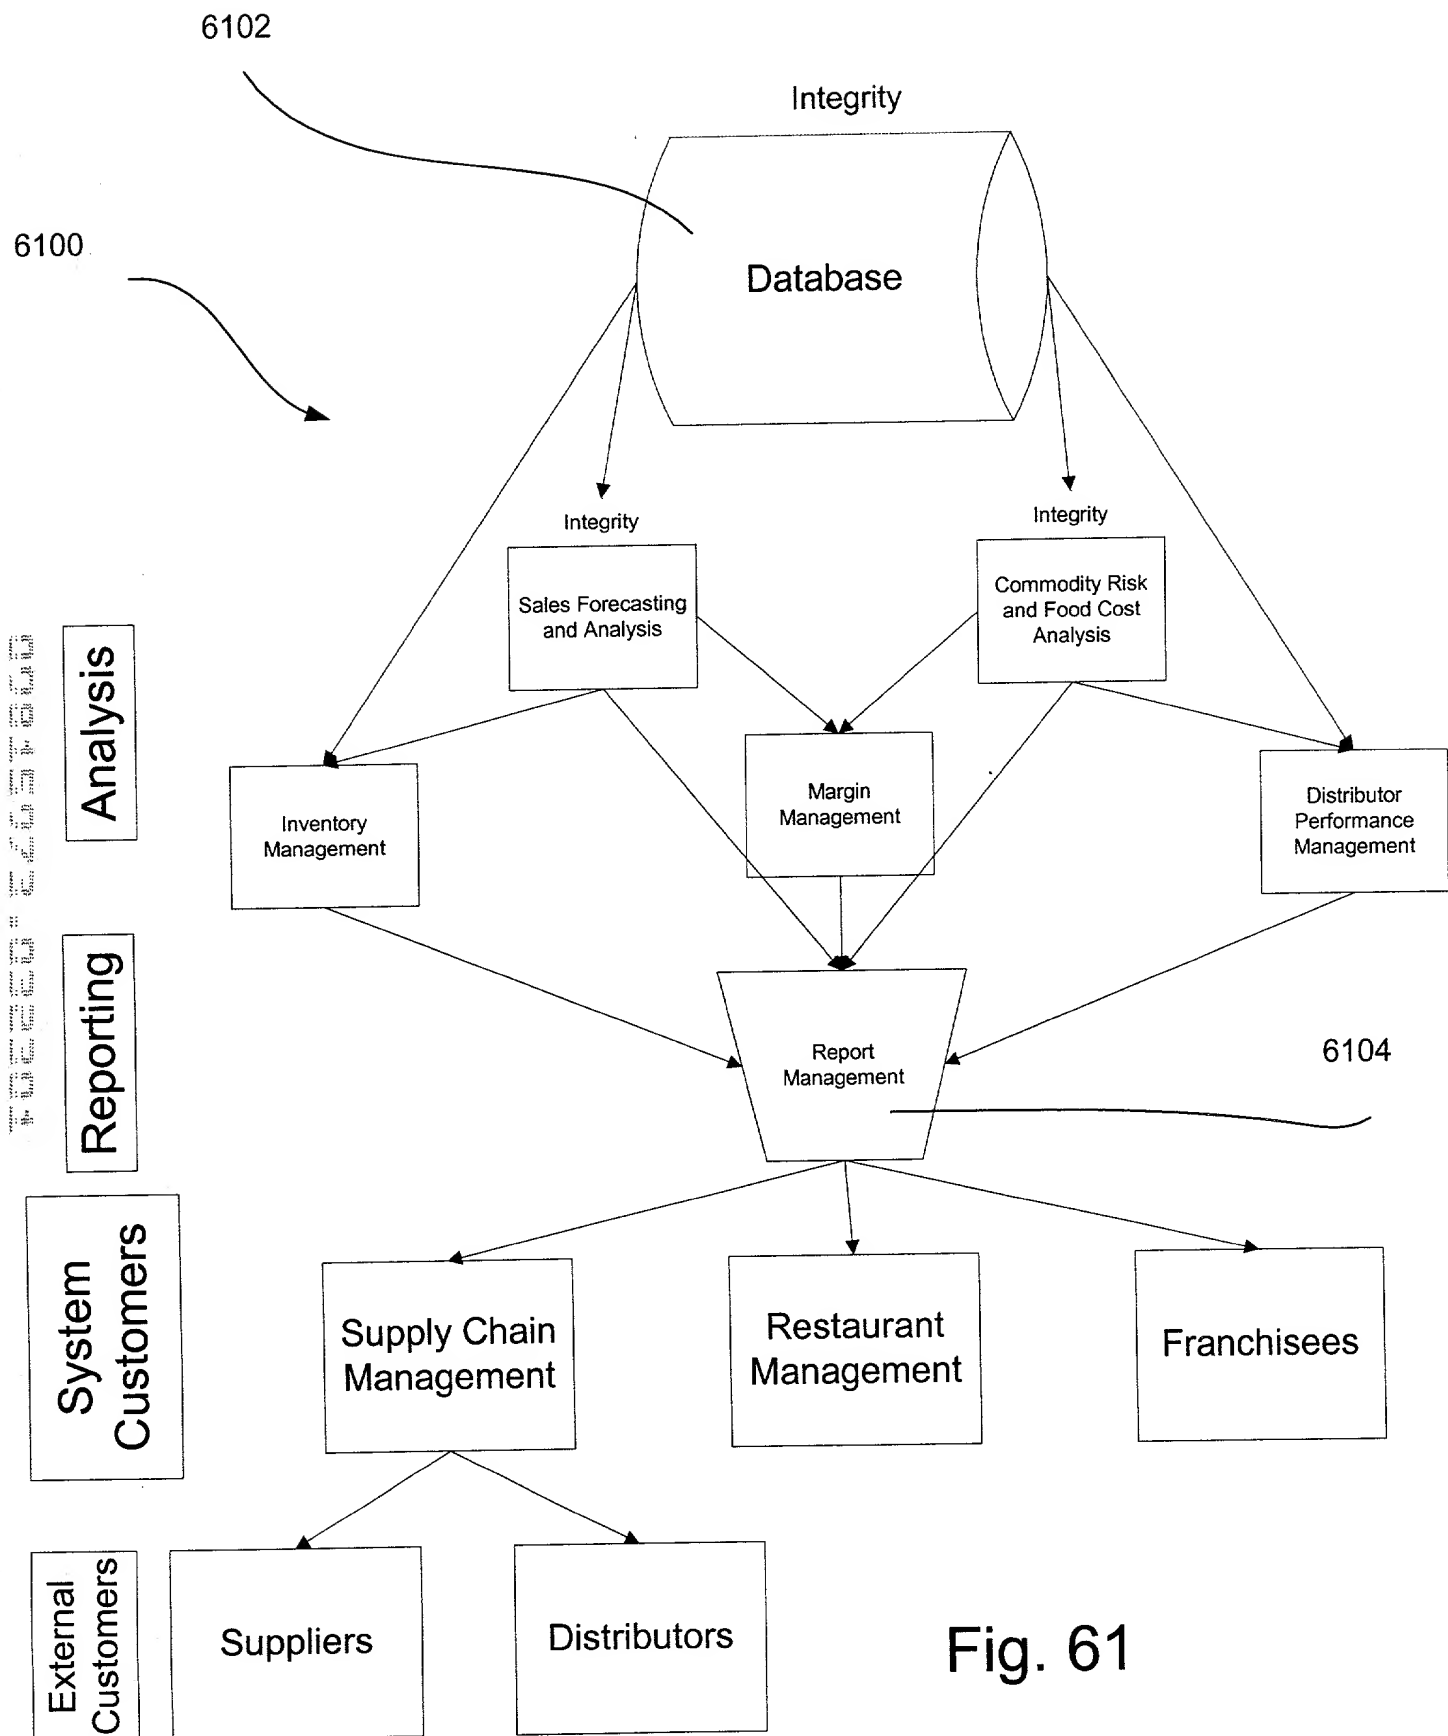 6102
Integrity
6100
Database
Integrity
Integrity
Sales Forecasting
and Analysis
Commodity Risk
and Food Cost
Analysis
Analysis
Inventory
Management
Margin
Management
Distributor
Performance
Management
Reporting
Report
Management
6104
System
Customers
Supply Chain
Management
Restaurant
Management
Franchisees
External
Customers
Suppliers
Distributors
Fig. 61